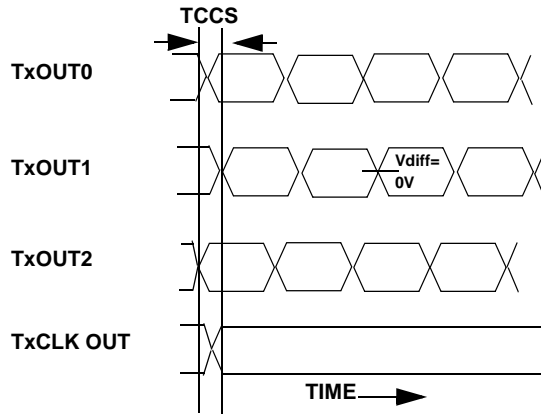 TCCS
TxOUT0
TxOUT1
Vdiff=
0V
TxOUT2
TxCLK OUT
TIME